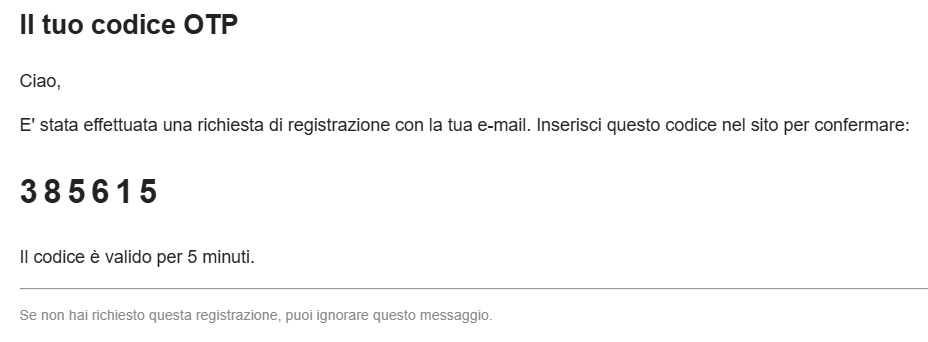 Il tuo codice OTP
Ciao,
E' stata effettuata una richiesta di registrazione con la tua e-mail. Inserisci questo codice nel sito per confermare:
385615
Il codice è valido per 5 minuti.
Se non hai richiesto questa registrazione, puoi ignorare questo messaggio.